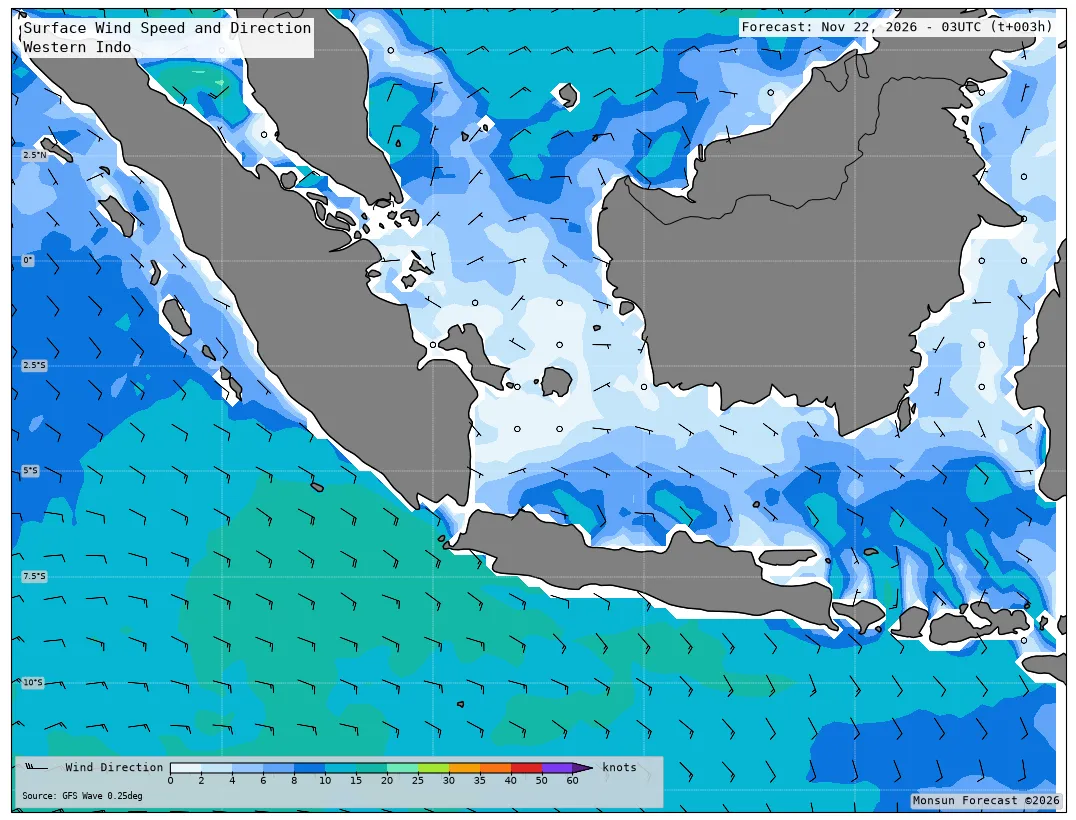 Surface Wind Speed and Direction
Western Indo
Forecast: Nov 22, 2026 - 03UTC (t+003h)
2.5°N
0°
2.5°S
5°S
7.5°S
10°S
Wind Direction
0 2 4 6 8 10 15 20 25 30 35 40 50 60
knots
Source: GFS Wave 0.25deg
Monsun Forecast ©2026